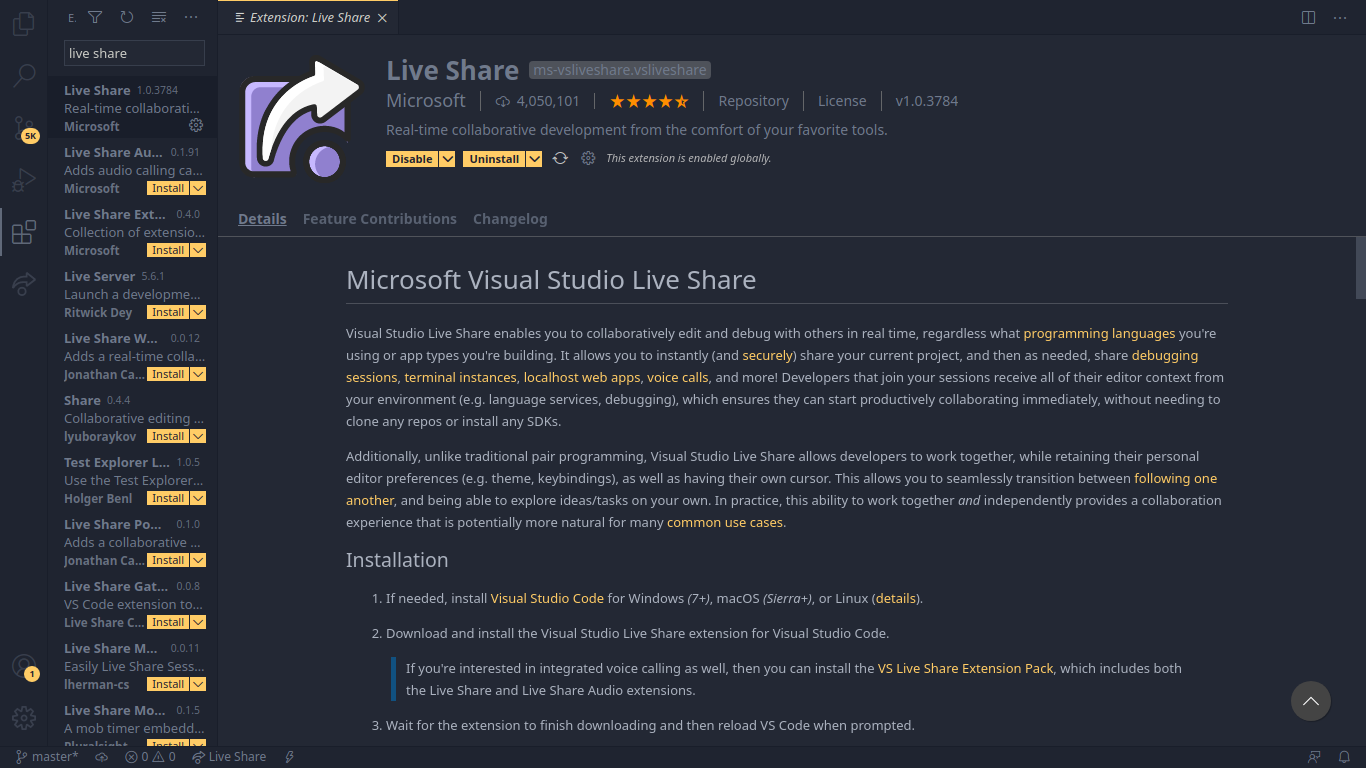 E.
live share
Live Share 1.0.3784
Real-time collaborati...
Microsoft
Live Share Au... 0.1.91
Adds audio calling ca...
Microsoft Install
Live Share Ext... 0.4.0
Collection of extensio...
Microsoft Install
Live Server 5.6.1
Launch a developme...
Ritwick Dey Install
Live Share W... 0.0.12
Adds a real-time colla...
Jonathan Ca... Install
Share 0.4.4
Collaborative editing ...
lyuboraykov Install
Test Explorer L... 1.0.5
Use the Test Explorer...
Holger Benl Install
Live Share Po... 0.1.0
Adds a collaborative ...
Jonathan Ca... Install
Live Share Gat... 0.0.8
VS Code extension to...
Live Share C... Install
Live Share M... 0.0.11
Easily Live Share Sess...
lherman-cs Install
Live Share Mo... 0.1.5
A mob timer embedd...
Pluralsight Install
5K
1
Extension: Live Share
Live Share ms-vsliveshare.vsliveshare
Microsoft 4,050,101 Repository License v1.0.3784
Real-time collaborative development from the comfort of your favorite tools.
Disable Uninstall This extension is enabled globally.
Details Feature Contributions Changelog
Microsoft Visual Studio Live Share
Visual Studio Live Share enables you to collaboratively edit and debug with others in real time, regardless what programming languages you're
using or app types you're building. It allows you to instantly (and securely) share your current project, and then as needed, share debugging
sessions, terminal instances, localhost web apps, voice calls, and more! Developers that join your sessions receive all of their editor context from
your environment (e.g. language services, debugging), which ensures they can start productively collaborating immediately, without needing to
clone any repos or install any SDKs.
Additionally, unlike traditional pair programming, Visual Studio Live Share allows developers to work together, while retaining their personal
editor preferences (e.g. theme, keybindings), as well as having their own cursor. This allows you to seamlessly transition between following one
another, and being able to explore ideas/tasks on your own. In practice, this ability to work together and independently provides a collaboration
experience that is potentially more natural for many common use cases.
Installation
1. If needed, install Visual Studio Code for Windows (7+), macOS (Sierra+), or Linux (details).
2. Download and install the Visual Studio Live Share extension for Visual Studio Code.
If you're interested in integrated voice calling as well, then you can install the VS Live Share Extension Pack, which includes both
the Live Share and Live Share Audio extensions.
3. Wait for the extension to finish downloading and then reload VS Code when prompted.
master* 0 0 Live Share